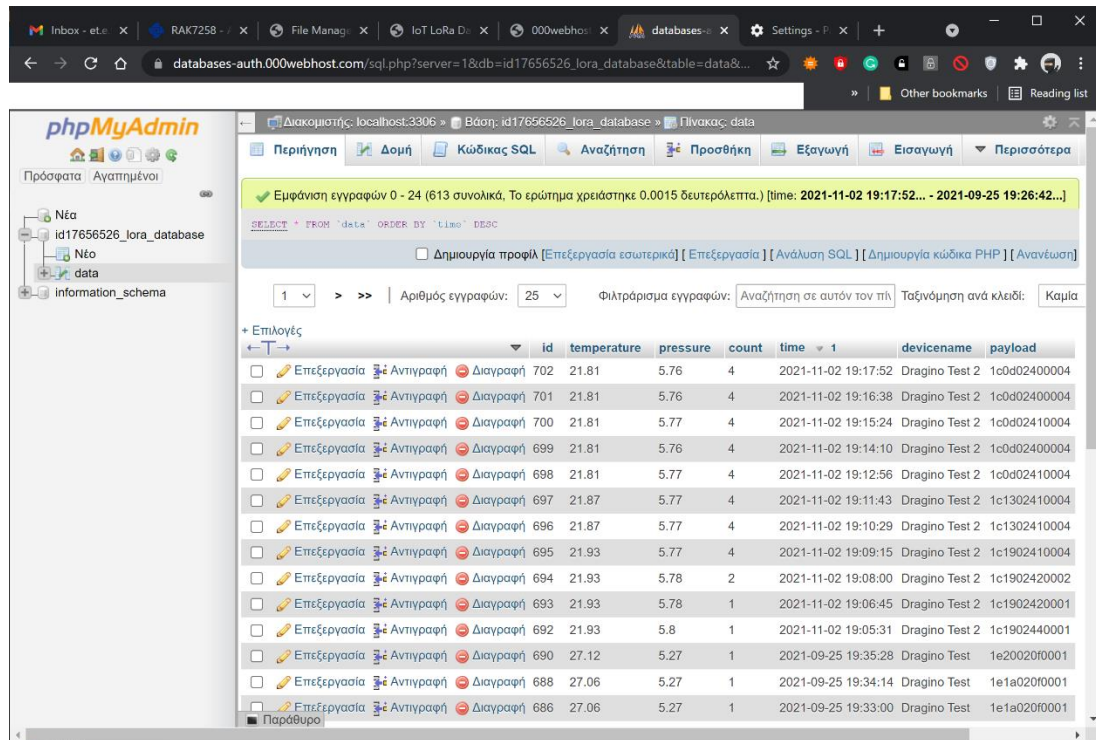 Inbox - et.e
RAK7258 - /
File Manage
IoT LoRa Da
000webhos
databases-a
Settings - P
databases-auth.000webhost.com/sql.php?server=1&db=id17656526_lora_database&table=data&...
» Other bookmarks Reading list
phpMyAdmin
Πρόσφατα Αγαπημένοι
Νέα
id17656526_lora_database
Νέο
data
information_schema
Διακομιστής: localhost:3306 » Βάση: id17656526_lora_database » Πίνακας: data
Περιήγηση Δομή Κώδικας SQL Αναζήτηση Προσθήκη Εξαγωγή Εισαγωγή Περισσότερα
Εμφάνιση εγγραφών 0 - 24 (613 συνολικά, Το ερώτημα χρειάστηκε 0.0015 δευτερόλεπτα.) [time: 2021-11-02 19:17:52... - 2021-09-25 19:26:42...]
SELECT * FROM `data` ORDER BY `time` DESC
Δημιουργία προφίλ [Επεξεργασία εσωτερικά] [ Επεξεργασία ] [ Ανάλυση SQL ] [ Δημιουργία κώδικα PHP ] [ Ανανέωση]
1 > >> | Αριθμός εγγραφών: 25 Φιλτράρισμα εγγραφών: Αναζήτηση σε αυτόν τον πίν Ταξινόμηση ανά κλειδί: Καμία
+ Επιλογές
←T→ id temperature pressure count time 1 devicename payload
Επεξεργασία Αντιγραφή Διαγραφή 702 21.81 5.76 4 2021-11-02 19:17:52 Dragino Test 2 1c0d02400004
Επεξεργασία Αντιγραφή Διαγραφή 701 21.81 5.76 4 2021-11-02 19:16:38 Dragino Test 2 1c0d02400004
Επεξεργασία Αντιγραφή Διαγραφή 700 21.81 5.77 4 2021-11-02 19:15:24 Dragino Test 2 1c0d02410004
Επεξεργασία Αντιγραφή Διαγραφή 699 21.81 5.76 4 2021-11-02 19:14:10 Dragino Test 2 1c0d02400004
Επεξεργασία Αντιγραφή Διαγραφή 698 21.81 5.77 4 2021-11-02 19:12:56 Dragino Test 2 1c0d02410004
Επεξεργασία Αντιγραφή Διαγραφή 697 21.87 5.77 4 2021-11-02 19:11:43 Dragino Test 2 1c1302410004
Επεξεργασία Αντιγραφή Διαγραφή 696 21.87 5.77 4 2021-11-02 19:10:29 Dragino Test 2 1c1302410004
Επεξεργασία Αντιγραφή Διαγραφή 695 21.93 5.77 4 2021-11-02 19:09:15 Dragino Test 2 1c1902410004
Επεξεργασία Αντιγραφή Διαγραφή 694 21.93 5.78 2 2021-11-02 19:08:00 Dragino Test 2 1c1902420002
Επεξεργασία Αντιγραφή Διαγραφή 693 21.93 5.78 1 2021-11-02 19:06:45 Dragino Test 2 1c1902420001
Επεξεργασία Αντιγραφή Διαγραφή 692 21.93 5.8 1 2021-11-02 19:05:31 Dragino Test 2 1c1902440001
Επεξεργασία Αντιγραφή Διαγραφή 690 27.12 5.27 1 2021-09-25 19:35:28 Dragino Test 1e20020f0001
Επεξεργασία Αντιγραφή Διαγραφή 688 27.06 5.27 1 2021-09-25 19:34:14 Dragino Test 1e1a020f0001
Επεξεργασία Αντιγραφή Διαγραφή 686 27.06 5.27 1 2021-09-25 19:33:00 Dragino Test 1e1a020f0001
Παράθυρο